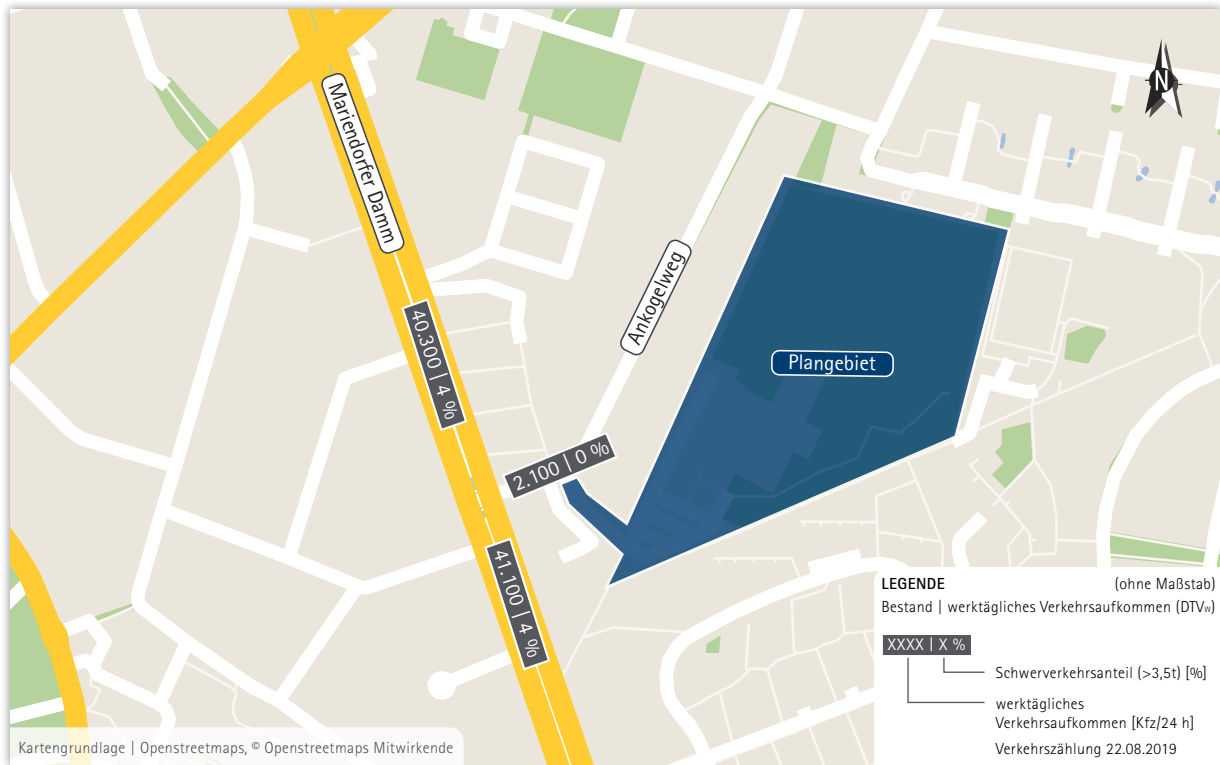 N
Mariendorfer Damm
Ankogelweg
40.300 | 4 %
Plangebiet
2.100 | 0 %
41.100 | 4 %
LEGENDE (ohne Maßstab)
Bestand | werktägliches Verkehrsaufkommen (DTVw)
XXXX | X %
Schwerverkehrsanteil (>3,5t) [%]
werktägliches
Verkehrsaufkommen [Kfz/24 h]
Verkehrszählung 22.08.2019
Kartengrundlage | Openstreetmaps, © Openstreetmaps Mitwirkende